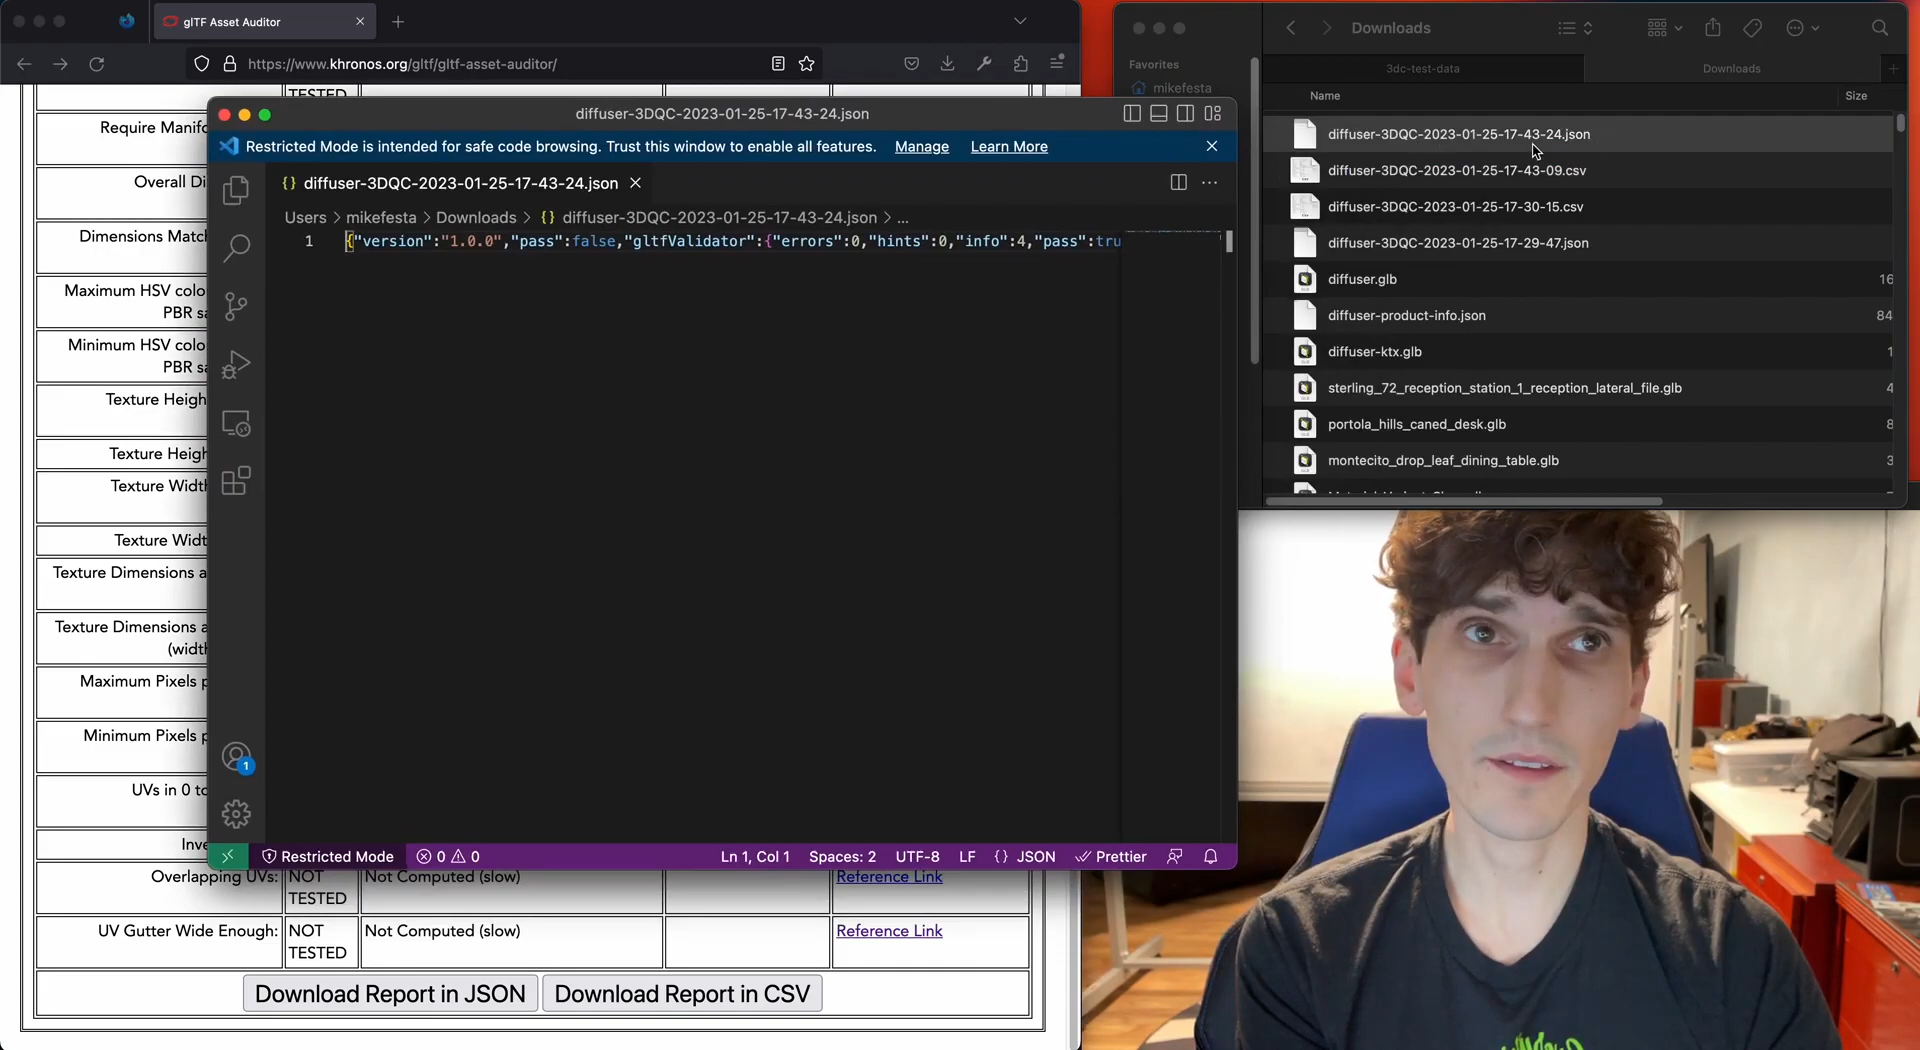 glTF Asset Auditor
https://www.khronos.org/gltf/gltf-asset-auditor/
TESTED
Require Manifo
Overall Di
Dimensions Match
Maximum HSV colo
PBR sa
Minimum HSV colo
PBR sa
Texture Heigh
Texture Heigh
Texture Width
Texture Widt
Texture Dimensions a
Texture Dimensions a
(width
Maximum Pixels p
Minimum Pixels p
UVs in 0 to
Inve
Overlapping UVs:
NOT
TESTED
Not Computed (slow)
Reference Link
UV Gutter Wide Enough:
NOT
TESTED
Not Computed (slow)
Reference Link
Download Report in JSON
Download Report in CSV
diffuser-3DQC-2023-01-25-17-43-24.json
Restricted Mode is intended for safe code browsing. Trust this window to enable all features.
Manage
Learn More
{} diffuser-3DQC-2023-01-25-17-43-24.json
Users > mikefesta > Downloads > {} diffuser-3DQC-2023-01-25-17-43-24.json > ...
1
{"version":"1.0.0","pass":false,"gltfValidator":{"errors":0,"hints":0,"info":4,"pass":tru
1
Restricted Mode
0
0
Ln 1, Col 1
Spaces: 2
UTF-8
LF
{} JSON
Prettier
Downloads
Favorites
mikefesta
3dc-test-data
Downloads
Name
Size
diffuser-3DQC-2023-01-25-17-43-24.json
diffuser-3DQC-2023-01-25-17-43-09.csv
diffuser-3DQC-2023-01-25-17-30-15.csv
diffuser-3DQC-2023-01-25-17-29-47.json
diffuser.glb
16
diffuser-product-info.json
84
diffuser-ktx.glb
1
sterling_72_reception_station_1_reception_lateral_file.glb
4
portola_hills_caned_desk.glb
8
montecito_drop_leaf_dining_table.glb
3